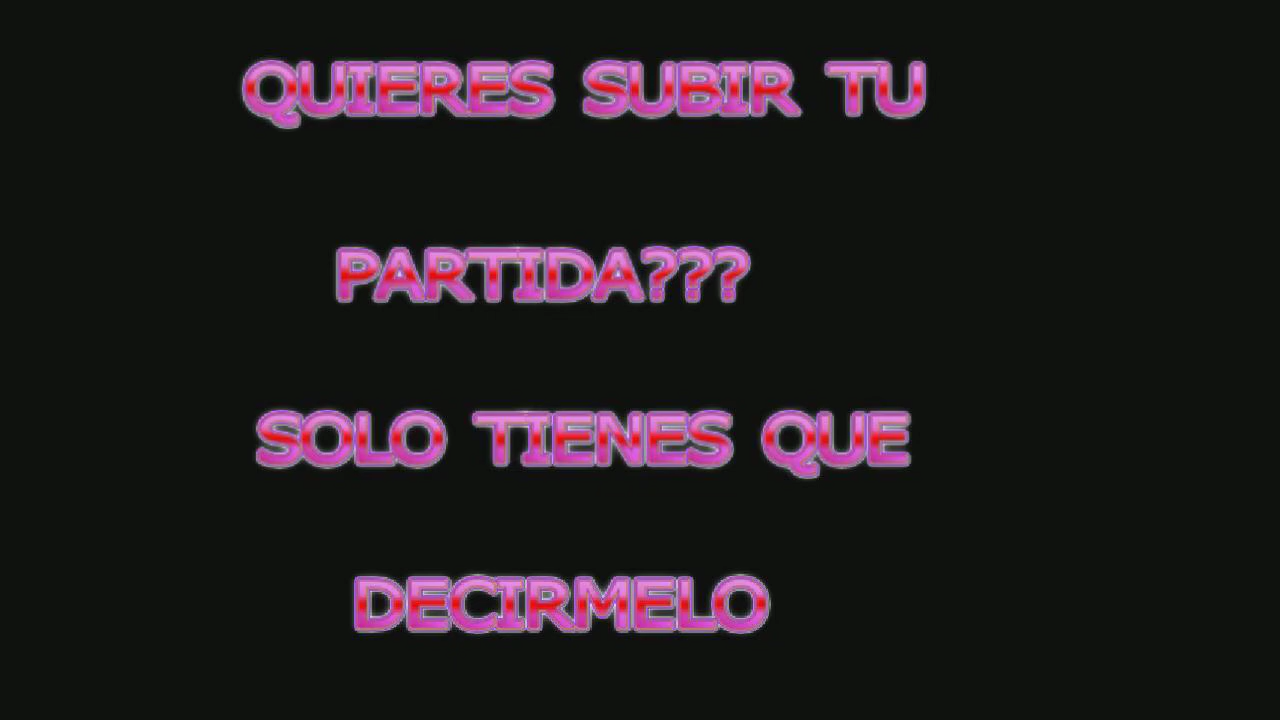 QUIERES SUBIR TU
PARTIDA???
SOLO TIENES QUE
DECIRMELO